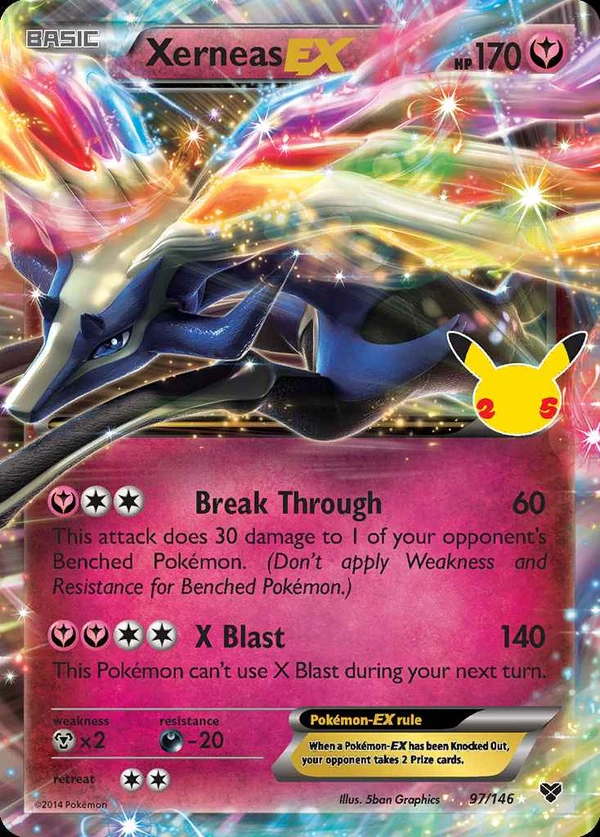 BASIC
Xerneas EX
HP 170
25
Break Through 60
This attack does 30 damage to 1 of your opponent's
Benched Pokémon. (Don't apply Weakness and
Resistance for Benched Pokémon.)
X Blast 140
This Pokémon can't use X Blast during your next turn.
weakness
×2
resistance
-20
retreat
Pokémon-EX rule
When a Pokémon-EX has been Knocked Out,
your opponent takes 2 Prize cards.
©2014 Pokémon
Illus. 5ban Graphics
97/146